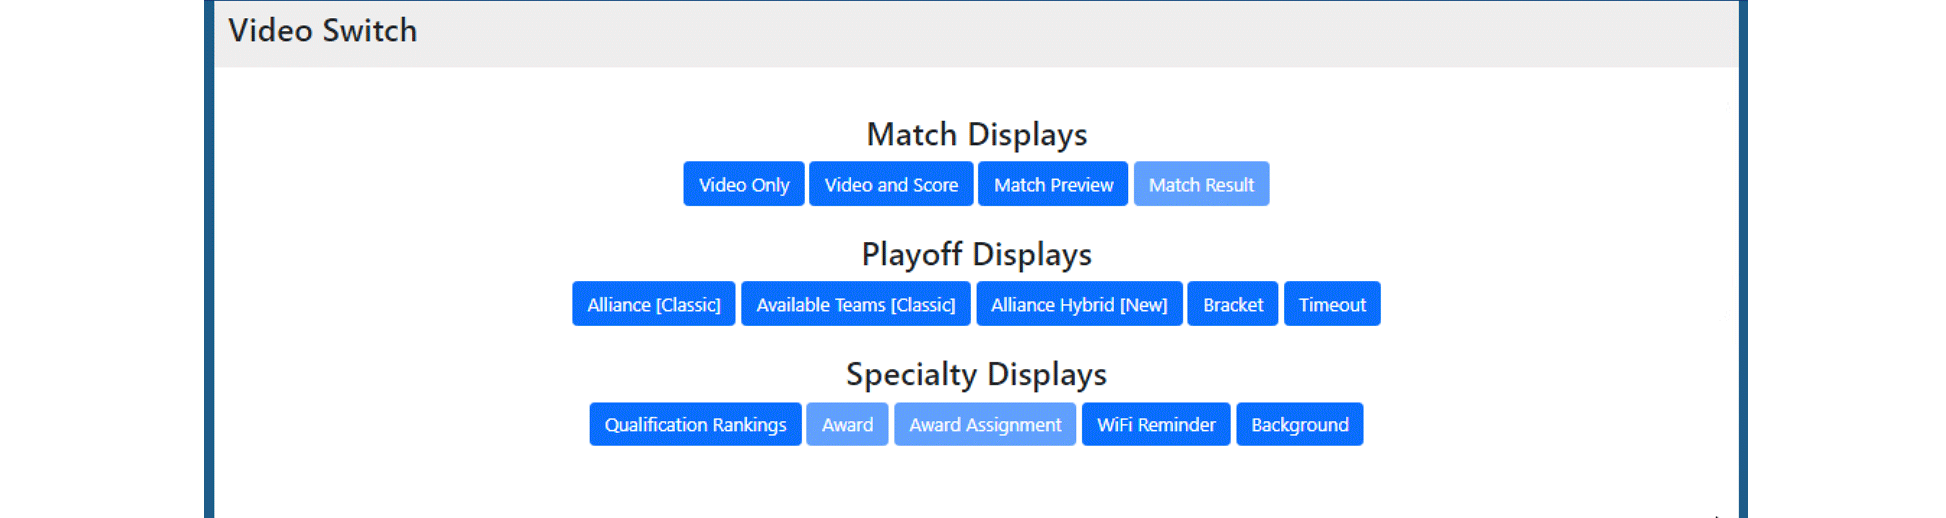 Video Switch
Match Displays
Video Only Video and Score Match Preview Match Result
Playoff Displays
Alliance [Classic] Available Teams [Classic] Alliance Hybrid [New] Bracket Timeout
Specialty Displays
Qualification Rankings Award Award Assignment WiFi Reminder Background